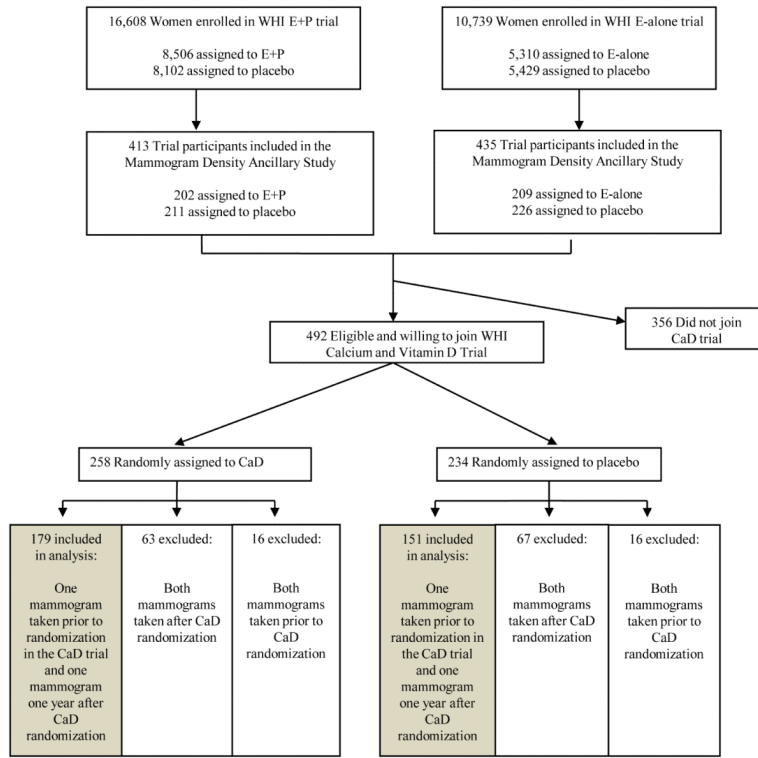 16,608 Women enrolled in WHI E+P trial
8,506 assigned to E+P
8,102 assigned to placebo
10,739 Women enrolled in WHI E-alone trial
5,310 assigned to E-alone
5,429 assigned to placebo
413 Trial participants included in the
Mammogram Density Ancillary Study
202 assigned to E+P
211 assigned to placebo
435 Trial participants included in the
Mammogram Density Ancillary Study
209 assigned to E-alone
226 assigned to placebo
492 Eligible and willing to join WHI
Calcium and Vitamin D Trial
356 Did not join
CaD trial
258 Randomly assigned to CaD
234 Randomly assigned to placebo
179 included
in analysis:
One
mammogram
taken prior to
randomization
in the CaD trial
and one
mammogram
one year after
CaD
randomization
63 excluded:
Both
mammograms
taken after CaD
randomization
16 excluded:
Both
mammograms
taken prior to
CaD
randomization
151 included
in analysis:
One
mammogram
taken prior to
randomization in
the CaD trial
and one
mammogram
one year after
CaD
randomization
67 excluded:
Both
mammograms
taken after CaD
randomization
16 excluded:
Both
mammograms
taken prior to
CaD
randomization